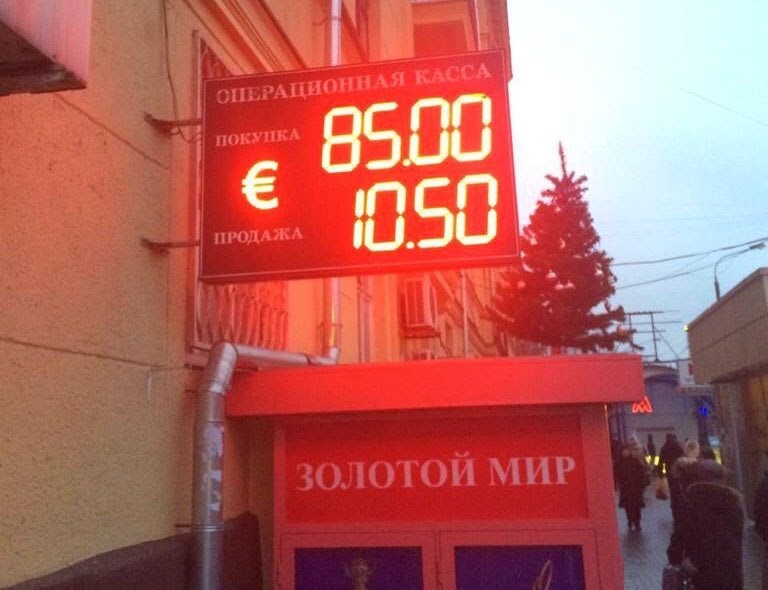 ОПЕРАЦИОННАЯ КАССА
ПОКУПКА 85.00
€
ПРОДАЖА 10.50
ЗОЛОТОЙ МИР
М